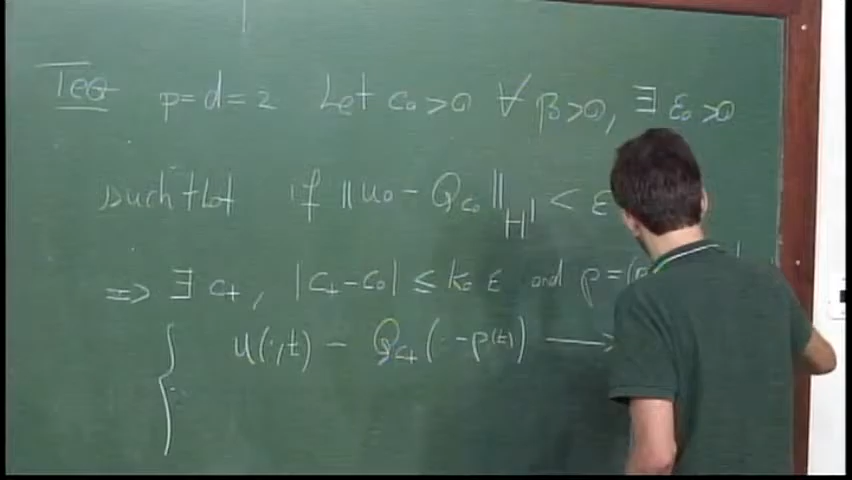 Teo p=d=2 Let c₀>0 ∀ β>0, ∃ ε₀>0
such that if ‖u₀ - Q_{c₀}‖_{H¹} < ε
⇒ ∃ c₊, |c₊-c₀| ≤ k₀ ε and ρ=(ρ
{ u(·,t) - Q_{c₊}(· - ρ(t)) ⟶